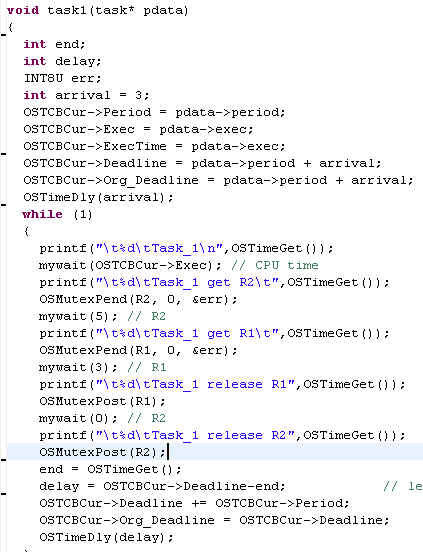 void task1(task* pdata)
{
  int end;
  int delay;
  INT8U err;
  int arrival = 3;
  OSTCBCur->Period = pdata->period;
  OSTCBCur->Exec = pdata->exec;
  OSTCBCur->ExecTime = pdata->exec;
  OSTCBCur->Deadline = pdata->period + arrival;
  OSTCBCur->Org_Deadline = pdata->period + arrival;
  OSTimeDly(arrival);
  while (1)
  {
    printf("\t%d\tTask_1\n",OSTimeGet());
    mywait(OSTCBCur->Exec); // CPU time
    printf("\t%d\tTask_1 get R2\t",OSTimeGet());
    OSMutexPend(R2, 0, &err);
    mywait(5); // R2
    printf("\t%d\tTask_1 get R1\t",OSTimeGet());
    OSMutexPend(R1, 0, &err);
    mywait(3); // R1
    printf("\t%d\tTask_1 release R1",OSTimeGet());
    OSMutexPost(R1);
    mywait(0); // R2
    printf("\t%d\tTask_1 release R2",OSTimeGet());
    OSMutexPost(R2);
    end = OSTimeGet();
    delay = OSTCBCur->Deadline-end;          // le
    OSTCBCur->Deadline += OSTCBCur->Period;
    OSTCBCur->Org_Deadline = OSTCBCur->Deadline;
    OSTimeDly(delay);